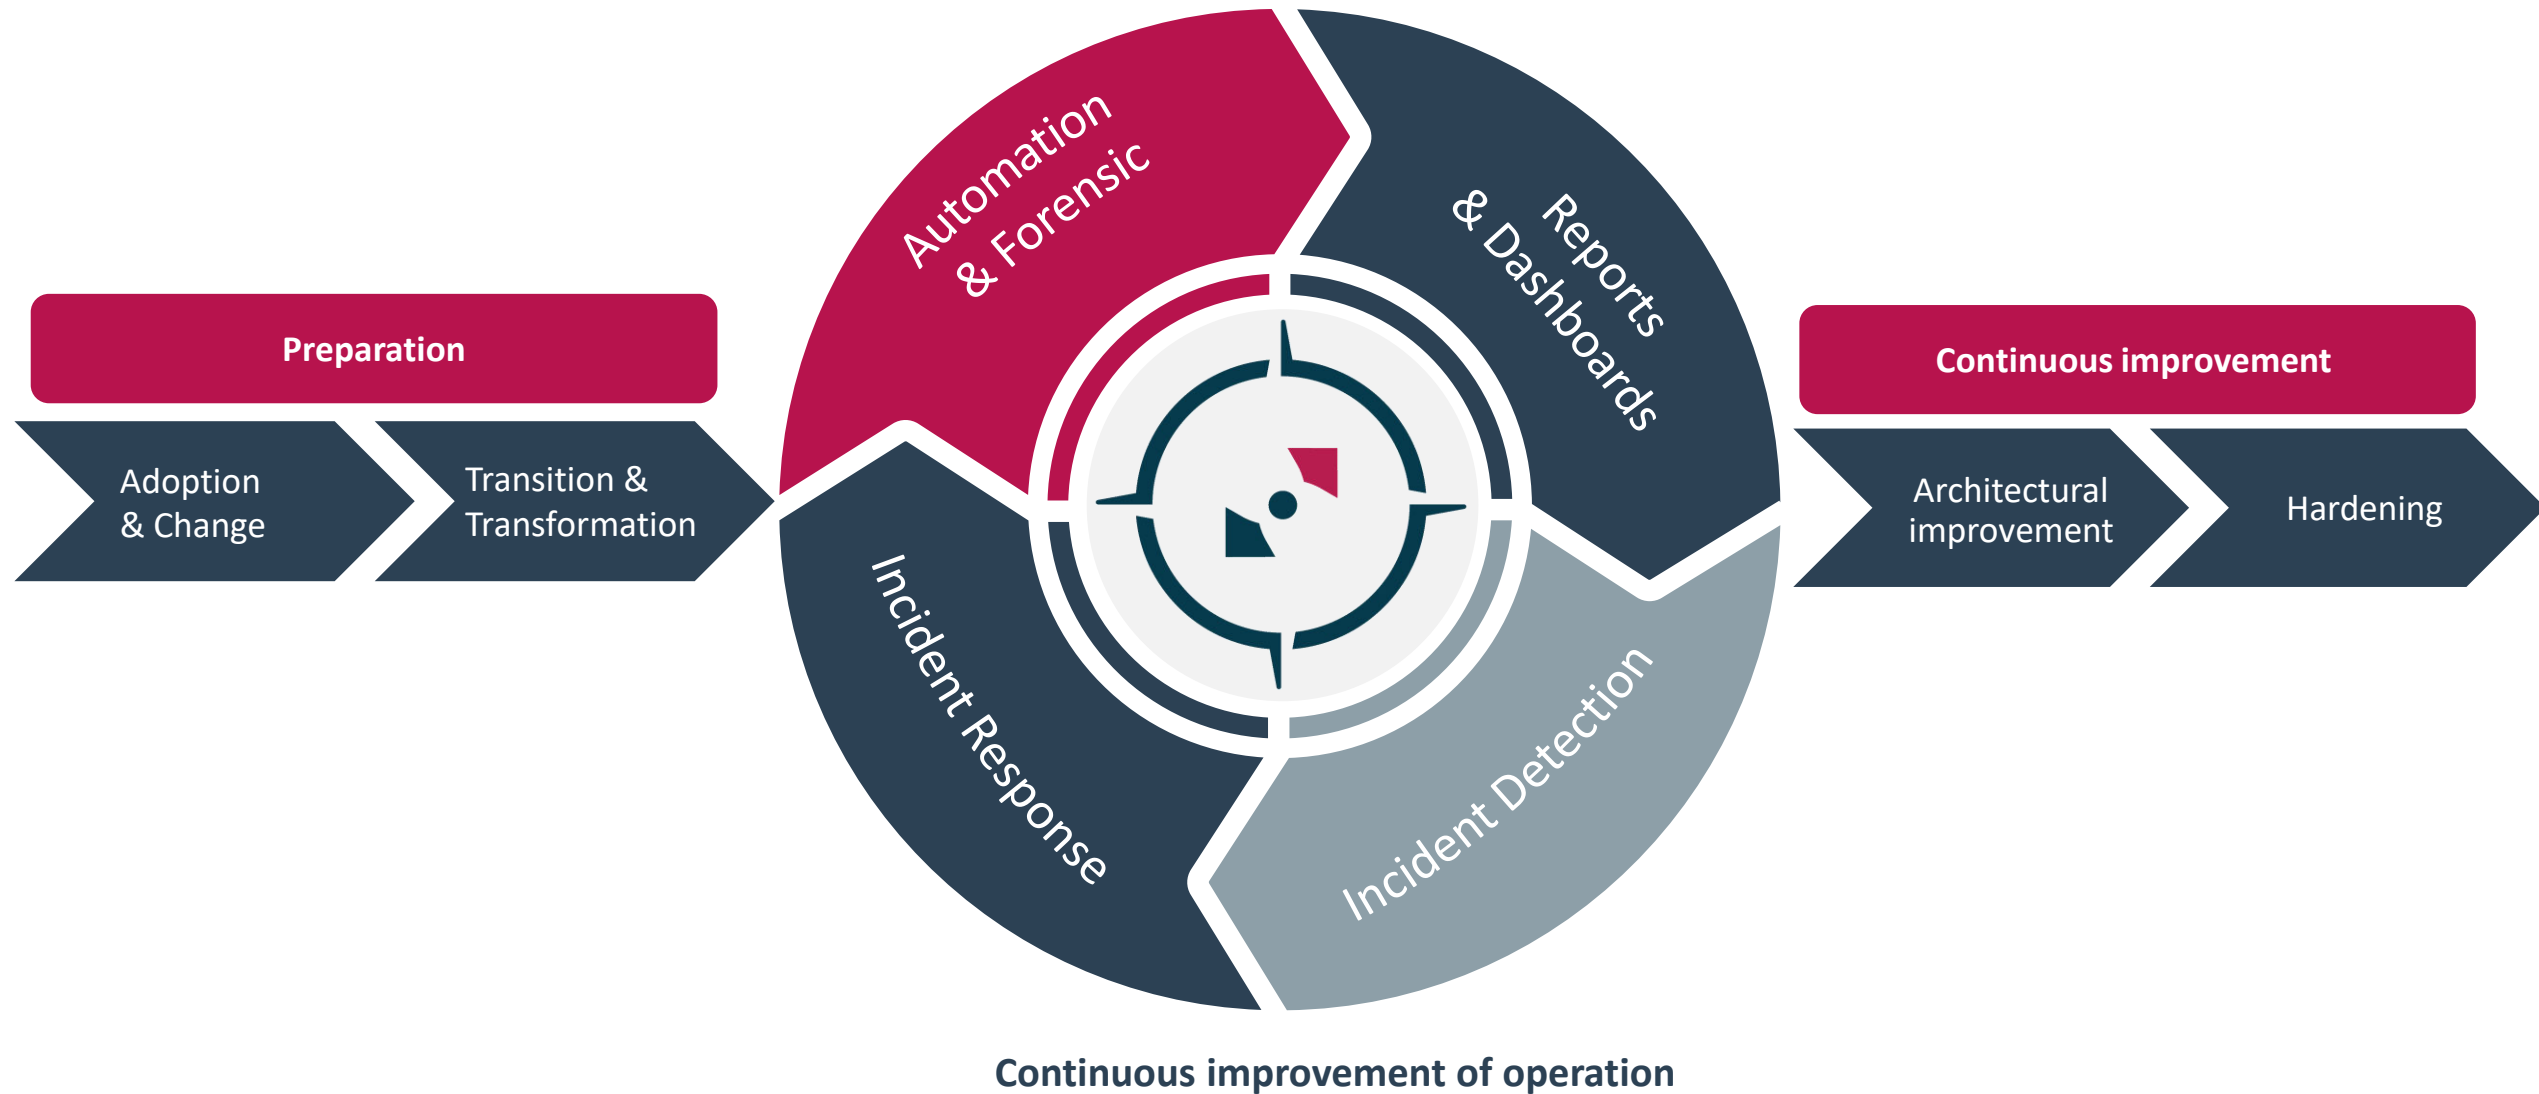 Preparation
Adoption
& Change
Transition &
Transformation
Automation
& Forensic
Reports
& Dashboards
Incident Response
Incident Detection
Continuous improvement
Architectural
improvement
Hardening
Continuous improvement of operation